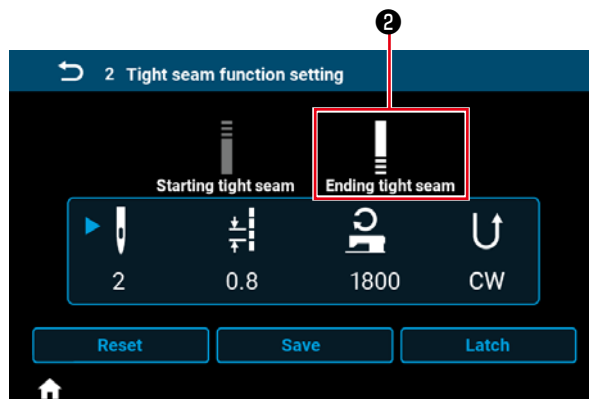 ❷
2 Tight seam function setting
Starting tight seam Ending tight seam
2 0.8 1800 CW
Reset Save Latch